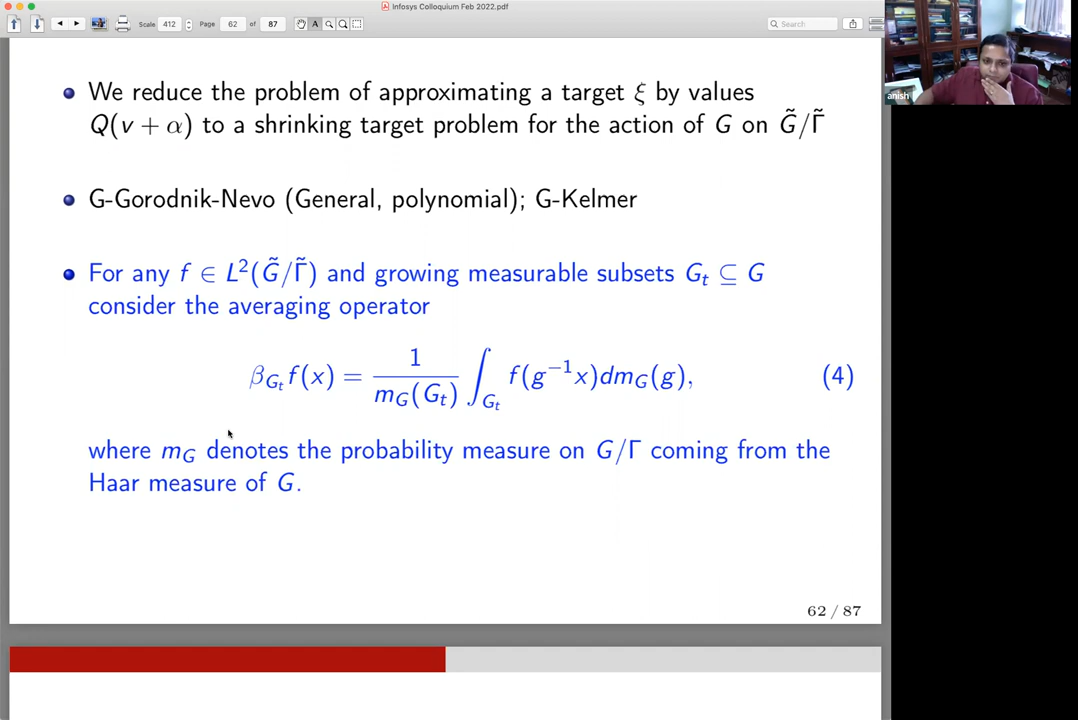 Infosys Colloquium Feb 2022.pdf
Scale 412 Page 62 of 87 Search
anish
We reduce the problem of approximating a target ξ by values
Q(v + α) to a shrinking target problem for the action of G on G̃/Γ̃
G-Gorodnik-Nevo (General, polynomial); G-Kelmer
For any f ∈ L²(G̃/Γ̃) and growing measurable subsets G_t ⊆ G
consider the averaging operator
β_{G_t} f(x) = 1/m_G(G_t) ∫_{G_t} f(g⁻¹x)dm_G(g), (4)
where m_G denotes the probability measure on G/Γ coming from the
Haar measure of G.
62 / 87